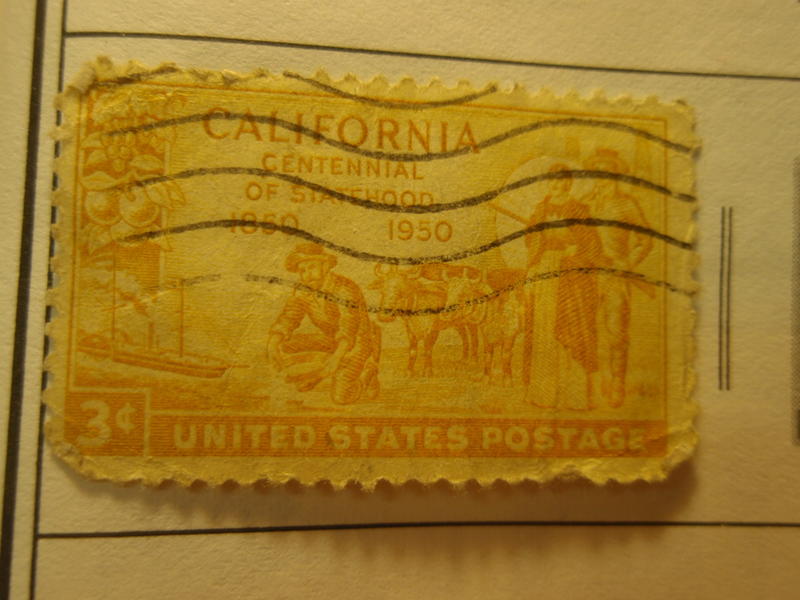 CALIFORNIA
CENTENNIAL
OF STATEHOOD
1850 1950
3¢
UNITED STATES POSTAGE